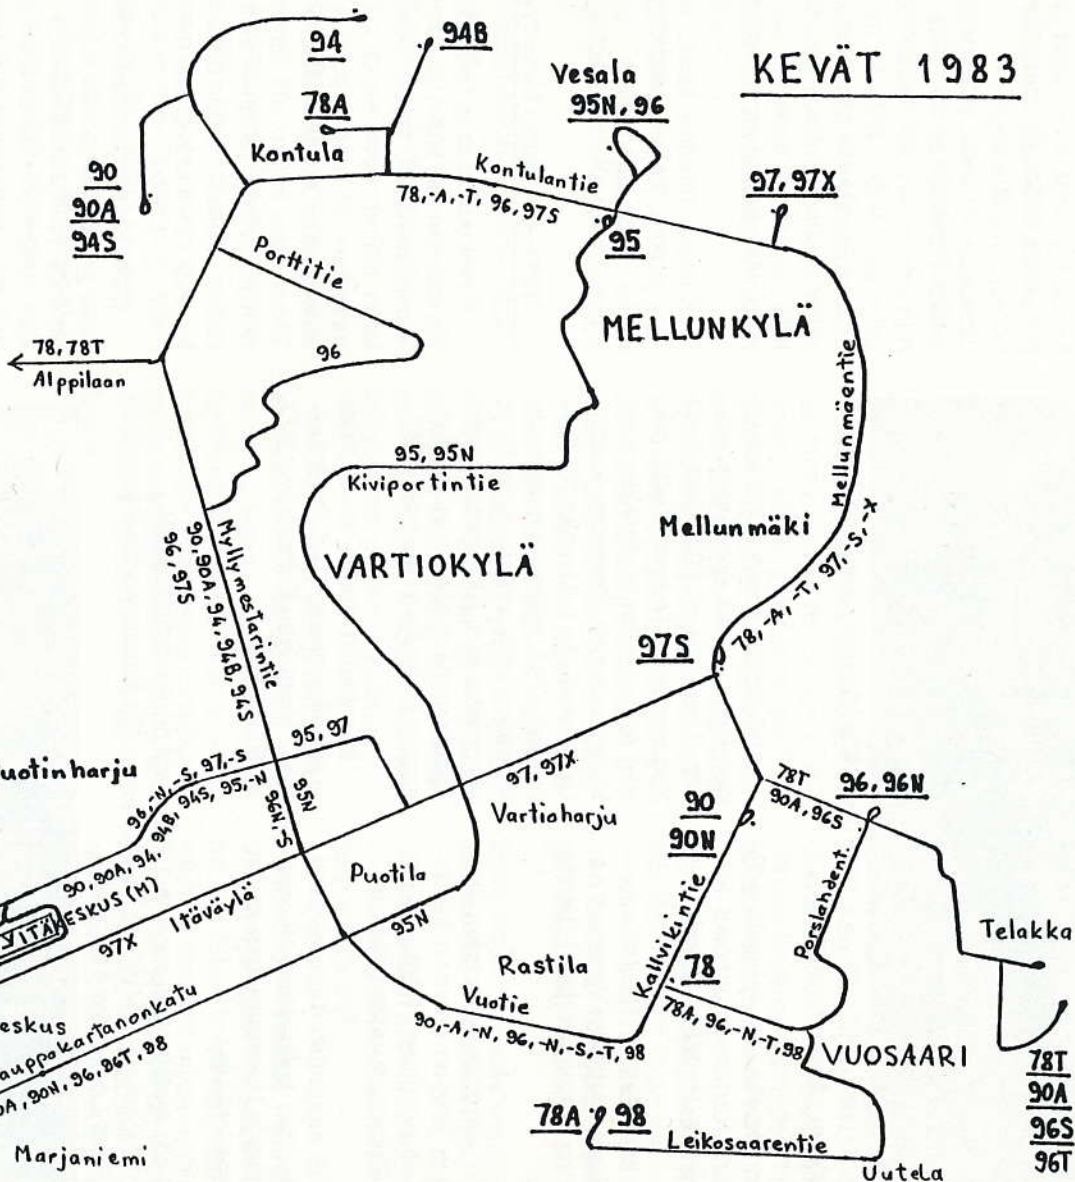 KEVÄT 1983
94
94B
78A
Kontula
90
90A
94S
Vesala
95N, 96
Kontulantie
78,-A,-T, 96, 97S
97, 97X
95
Porttitie
96
MELLUNKYLÄ
78, 78T
Alppilaan
Mellunmäentie
95, 95N
Kiviportintie
Mellunmäki
78,-A,-T, 97,-S,-X
VARTIOKYLÄ
Myllymestarintie
90, 90A, 94, 94B, 94S
96, 97S
97S
uotinharju
95, 97
96,-N,-S, 97,-S
90, 90A, 94, 94B, 94S, 95,-N
95N
96N,-S
97, 97X
Vartioharju
78T
90A, 96S
96, 96N
90
90N
Puotila
ITÄKESKUS (M)
97X
Itäväylä
95N
Kallvikintie
Porslahdent.
Telakka
Rastila
78
Vuotie
90,-A,-N, 96,-N,-S,-T, 98
78A, 96,-N,-T, 98
VUOSAARI
eskus
auppakartanonkatu
0A, 90N, 96, 96T, 98
78T
90A
96S
96T
78A
98
Leikosaarentie
Uutela
Marjaniemi